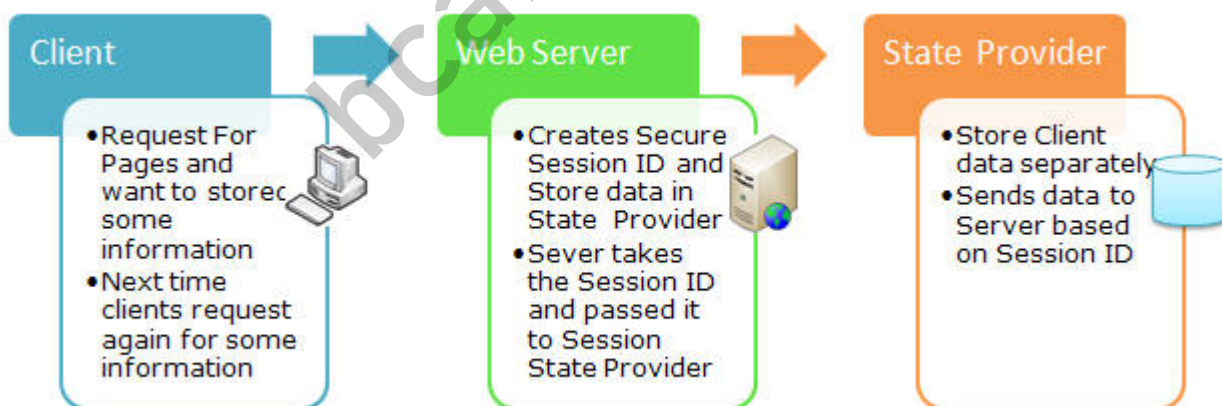 Client
•Request For
Pages and
want to stored
some
information
•Next time
clients request
again for some
information
Web Server
•Creates Secure
Session ID and
Store data in
State Provider
•Sever takes
the Session ID
and passed it
to Session
State Provider
State Provider
•Store Client
data separately
•Sends data to
Server based
on Session ID